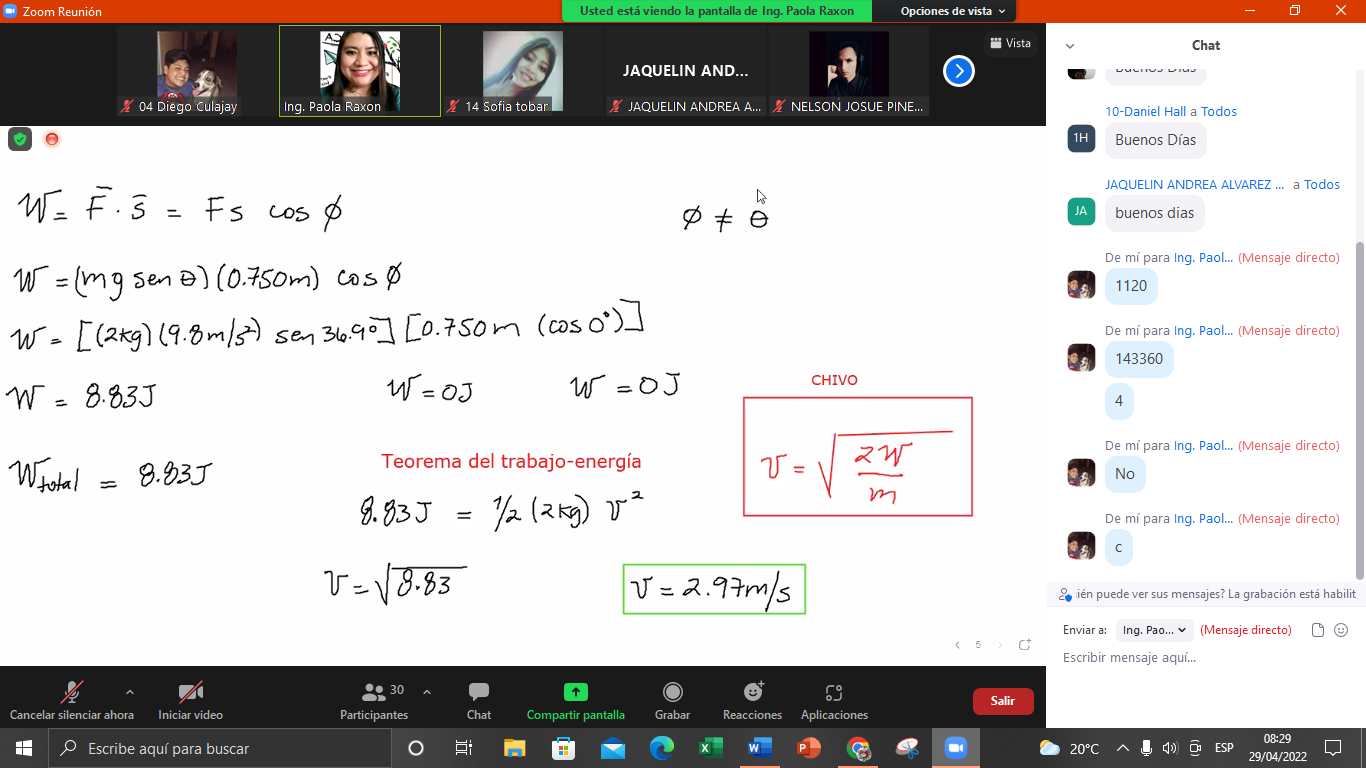 Zoom Reunión
Usted está viendo la pantalla de Ing. Paola Raxon
Opciones de vista
04 Diego Culajay
Ing. Paola Raxon
14 Sofia tobar
JAQUELIN AND...
JAQUELIN ANDREA A...
NELSON JOSUE PINE...
Vista
W = F̄ · s̄ = Fs cos ø
ø ≠ θ
W = (mg sen θ)(0.750m) cos ø
W = [(2kg)(9.8m/s²) sen 36.9°][0.750m (cos 0°)]
W = 8.83J
W = 0J
W = 0J
W total = 8.83J
Teorema del trabajo-energía
8.83J = 1/2 (2kg) v²
v = √8.83
v = 2.97m/s
CHIVO
v = √(2W/m)
5
Chat
Buenos Días
10-Daniel Hall a Todos
1H
Buenos Días
JAQUELIN ANDREA ALVAREZ ... a Todos
JA
buenos dias
De mí para Ing. Paol... (Mensaje directo)
1120
De mí para Ing. Paol... (Mensaje directo)
143360
4
De mí para Ing. Paol... (Mensaje directo)
No
De mí para Ing. Paol... (Mensaje directo)
c
ién puede ver sus mensajes? La grabación está habilit
Enviar a: Ing. Pao... (Mensaje directo)
Escribir mensaje aquí...
Cancelar silenciar ahora
Iniciar video
Participantes
30
Chat
Compartir pantalla
Grabar
Reacciones
Aplicaciones
Salir
Escribe aquí para buscar
20°C
ESP
08:29
29/04/2022